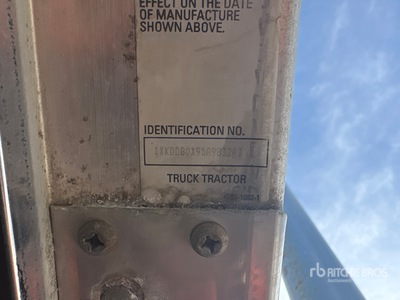 EFFECT ON THE DATE
OF MANUFACTURE
SHOWN ABOVE.
IDENTIFICATION NO.
TRUCK TRACTOR
rb RITCHIE BROS.